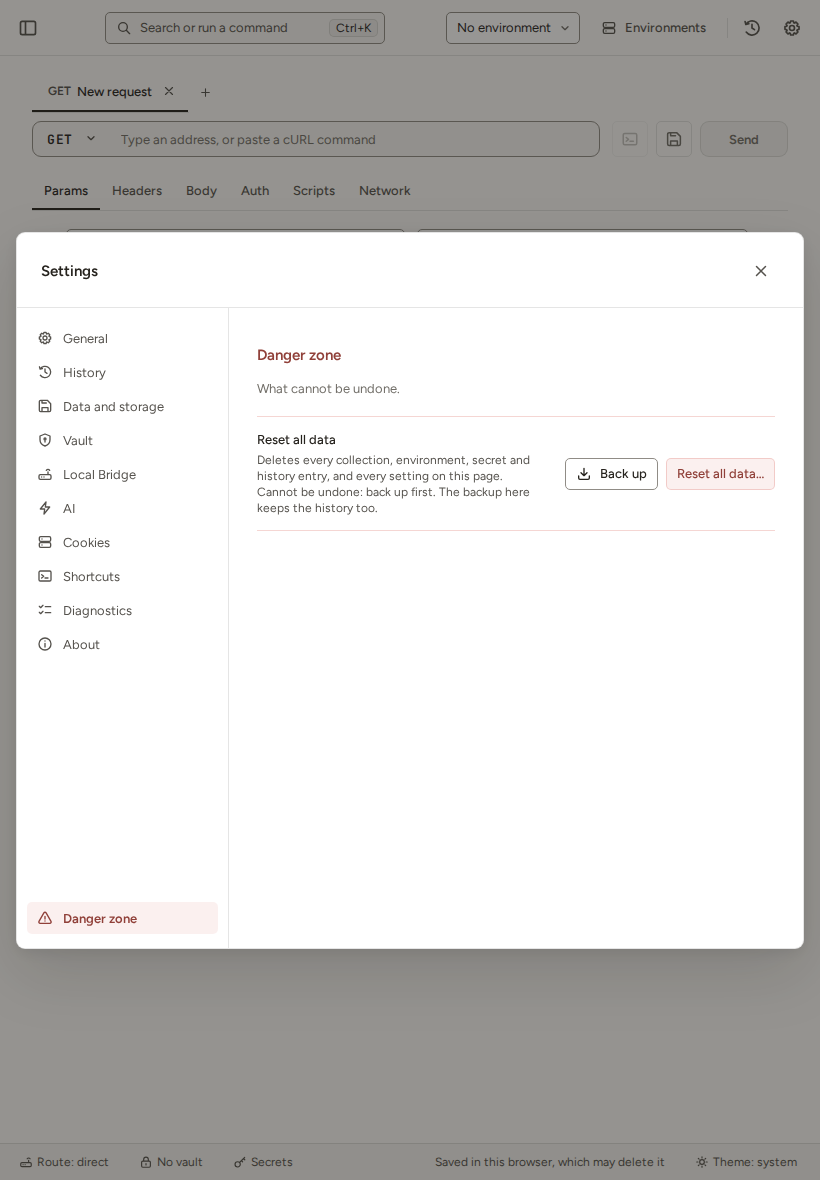 Search or run a command Ctrl+K No environment Environments
GET New request
GET Type an address, or paste a cURL command Send
Params Headers Body Auth Scripts Network
Settings
General
History
Data and storage
Vault
Local Bridge
AI
Cookies
Shortcuts
Diagnostics
About
Danger zone
Danger zone
What cannot be undone.
Reset all data
Deletes every collection, environment, secret and
history entry, and every setting on this page.
Cannot be undone: back up first. The backup here
keeps the history too.
Back up Reset all data...
Route: direct No vault Secrets Saved in this browser, which may delete it Theme: system